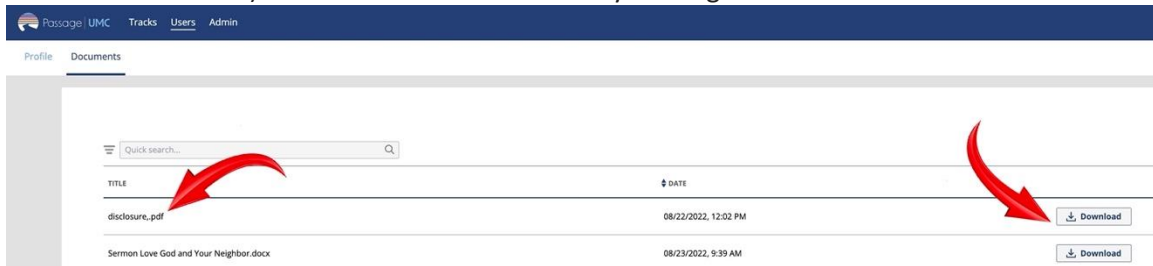 Passage | UMC Tracks Users Admin
Profile Documents
Quick search...
TITLE DATE
disclosure,.pdf 08/22/2022, 12:02 PM Download
Sermon Love God and Your Neighbor.docx 08/23/2022, 9:39 AM Download